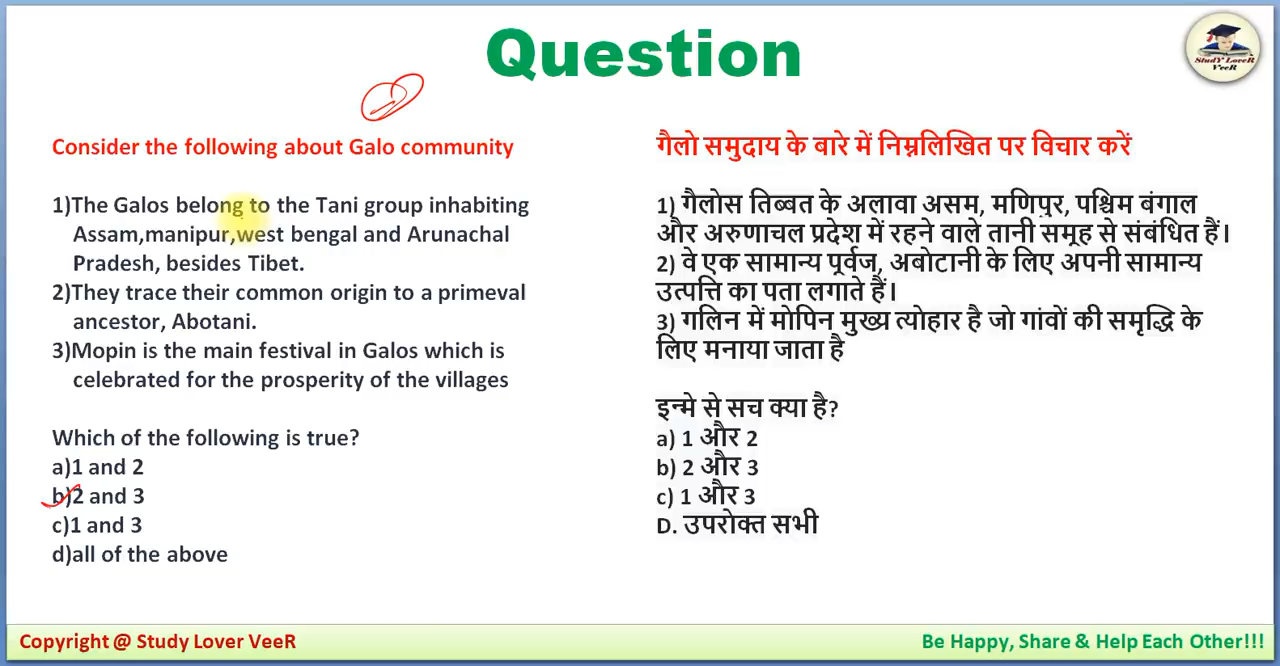 Question
StudY LoveR
VeeR
Consider the following about Galo community
1)The Galos belong to the Tani group inhabiting
Assam,manipur,west bengal and Arunachal
Pradesh, besides Tibet.
2)They trace their common origin to a primeval
ancestor, Abotani.
3)Mopin is the main festival in Galos which is
celebrated for the prosperity of the villages
Which of the following is true?
a)1 and 2
b)2 and 3
c)1 and 3
d)all of the above
गैलो समुदाय के बारे में निम्नलिखित पर विचार करें
1) गैलोस तिब्बत के अलावा असम, मणिपुर, पश्चिम बंगाल
और अरुणाचल प्रदेश में रहने वाले तानी समूह से संबंधित हैं।
2) वे एक सामान्य पूर्वज, अबोटानी के लिए अपनी सामान्य
उत्पत्ति का पता लगाते हैं।
3) गलिन में मोपिन मुख्य त्योहार है जो गांवों की समृद्धि के
लिए मनाया जाता है
इन्मे से सच क्या है?
a) 1 और 2
b) 2 और 3
c) 1 और 3
D. उपरोक्त सभी
Copyright @ Study Lover VeeR
Be Happy, Share & Help Each Other!!!